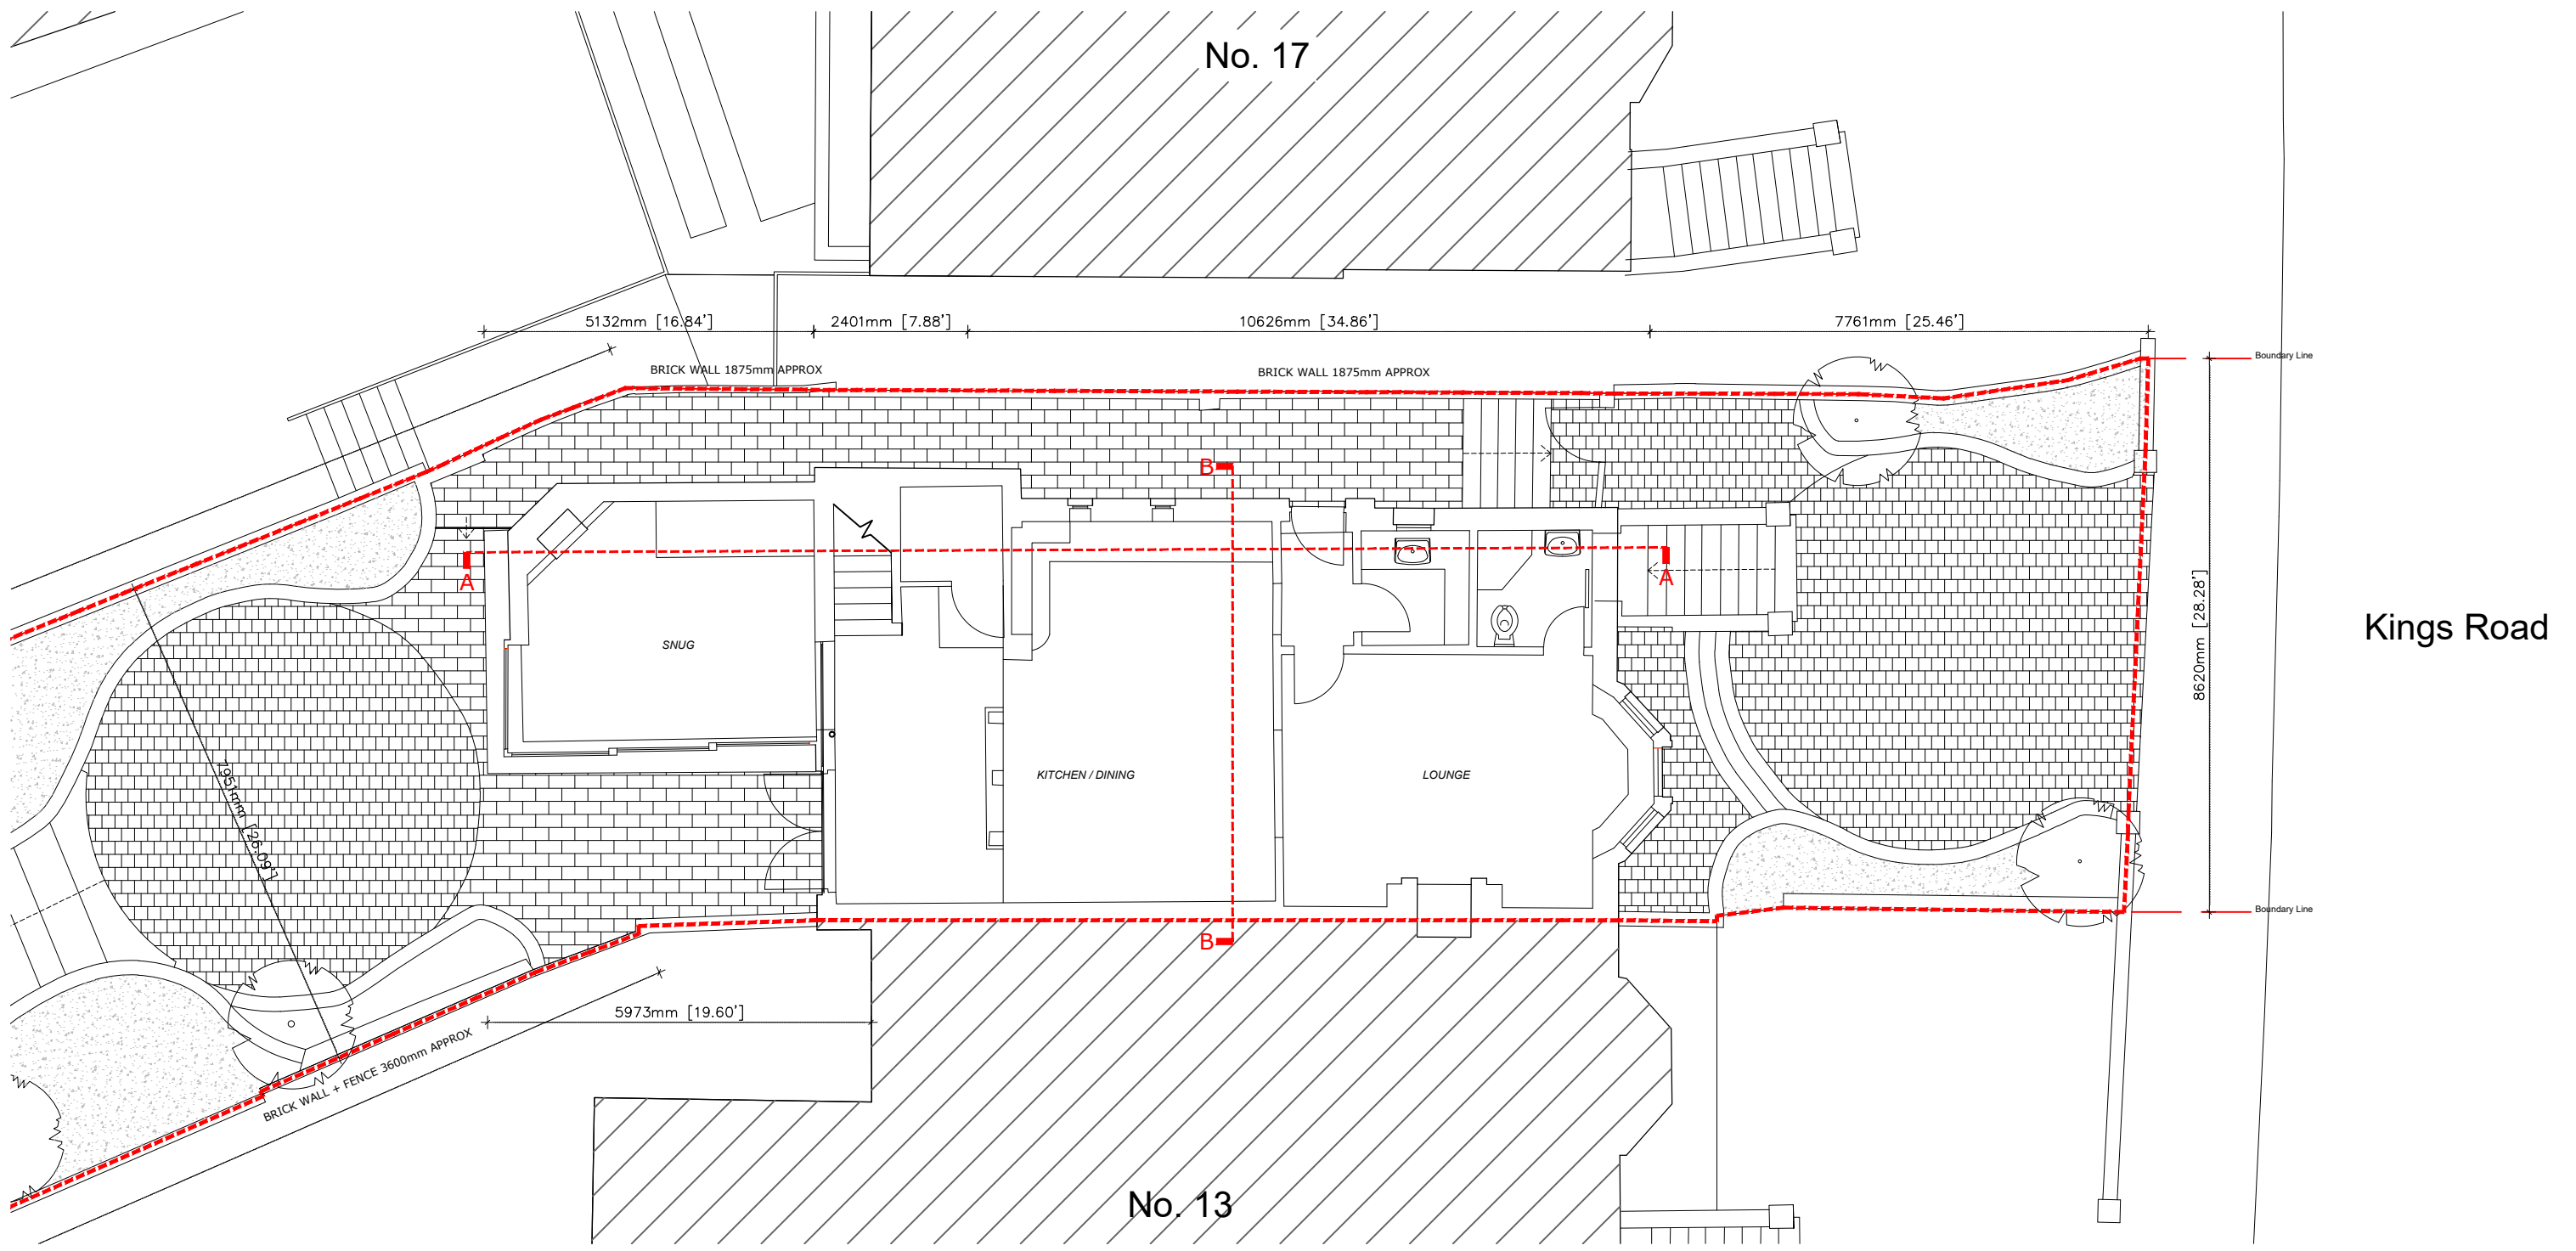 No. 17
5132mm [16.84']
2401mm [7.88']
10626mm [34.86']
7761mm [25.46']
BRICK WALL 1875mm APPROX
BRICK WALL 1875mm APPROX
Boundary Line
B
A
A
SNUG
KITCHEN / DINING
LOUNGE
8620mm [28.28']
Kings Road
7951mm [26.09']
B
Boundary Line
5973mm [19.60']
BRICK WALL + FENCE 3600mm APPROX
No. 13